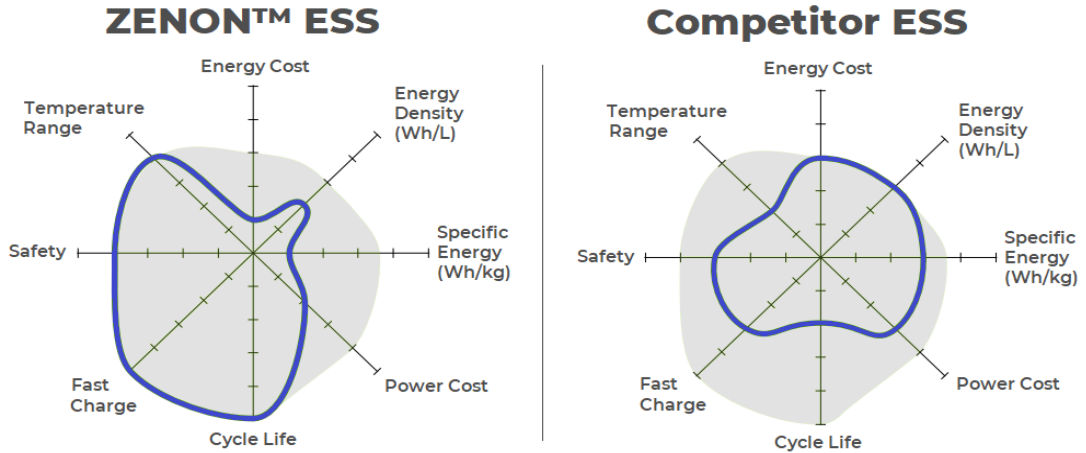 ZENON™ ESS
Energy Cost
Energy
Density
(Wh/L)
Temperature
Range
Safety
Specific
Energy
(Wh/kg)
Fast
Charge
Power Cost
Cycle Life
Competitor ESS
Energy Cost
Energy
Density
(Wh/L)
Temperature
Range
Safety
Specific
Energy
(Wh/kg)
Fast
Charge
Power Cost
Cycle Life